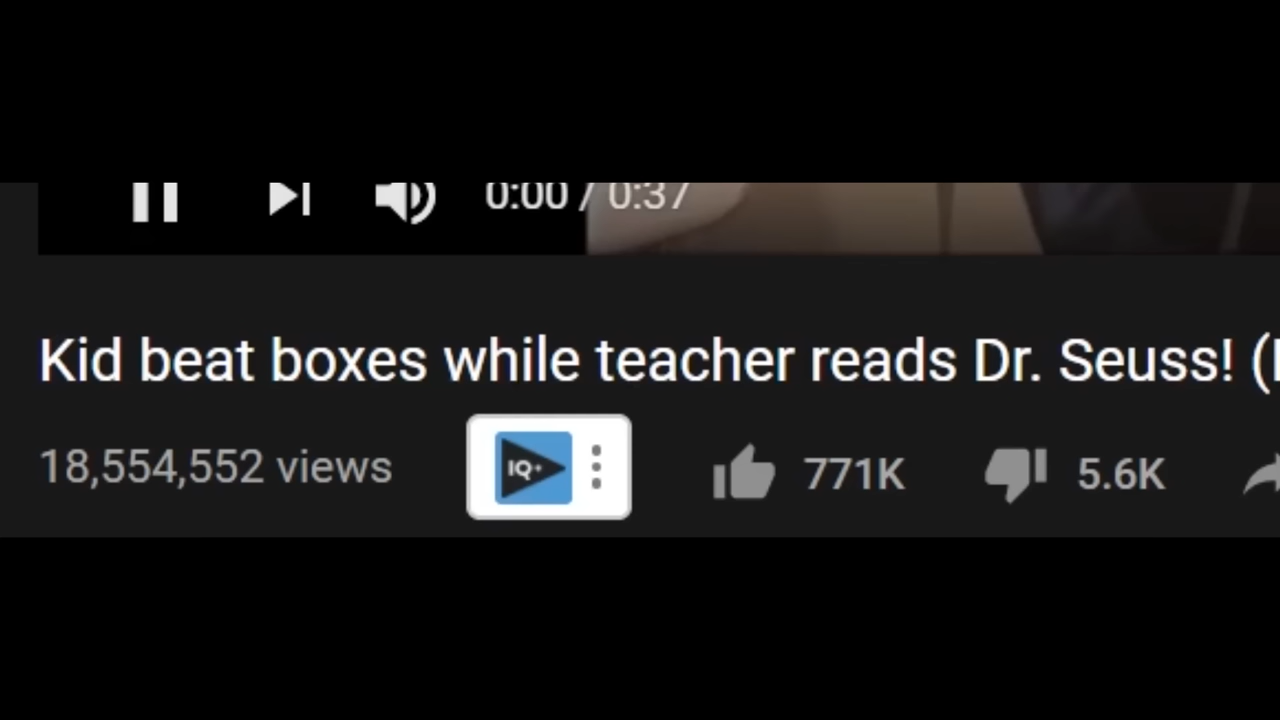 0:00 / 0:37
Kid beat boxes while teacher reads Dr. Seuss! (
18,554,552 views IQ+ 771K 5.6K